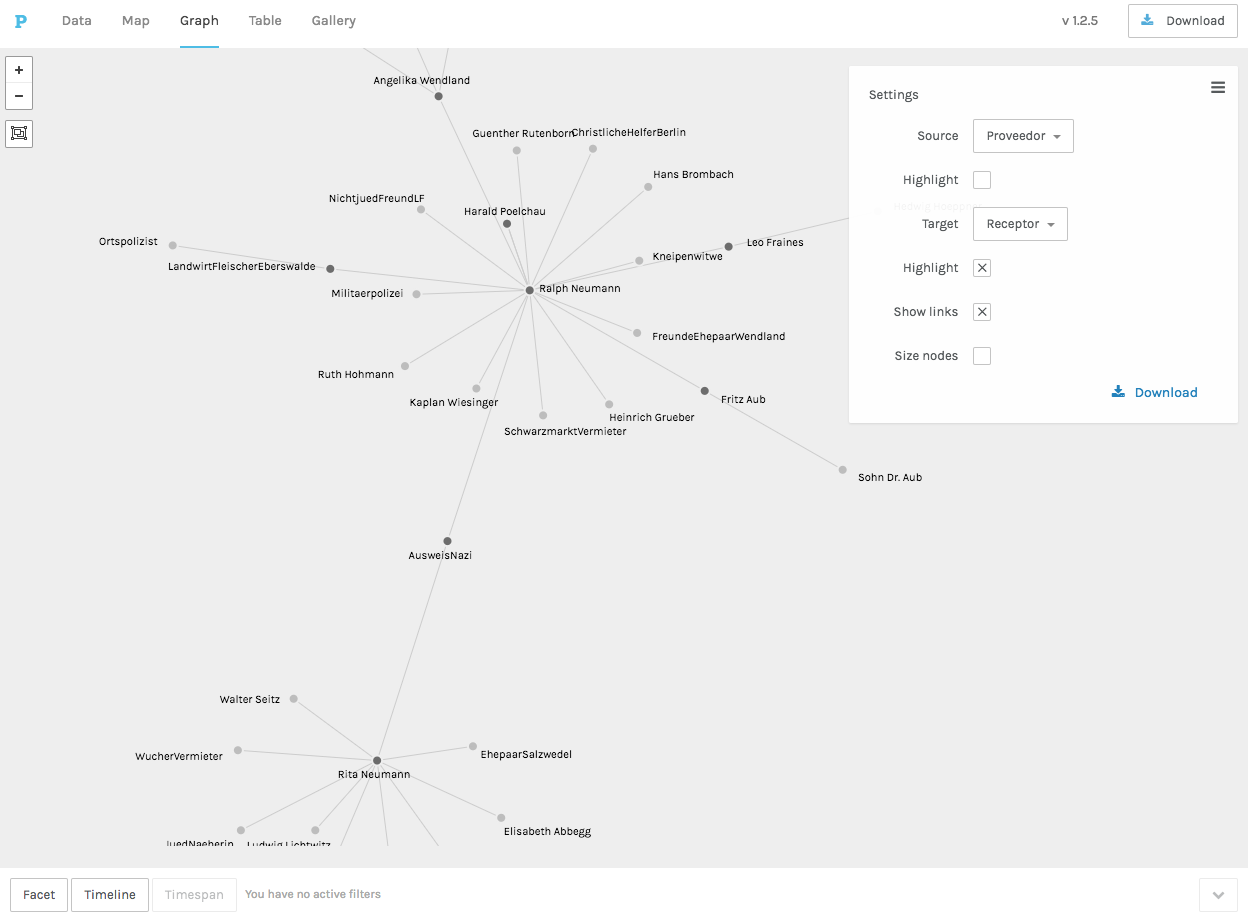 P Data Map Graph Table Gallery v 1.2.5 Download
+
−
Angelika Wendland
Guenther Rutenborn
ChristlicheHelferBerlin
Hans Brombach
NichtjuedFreundLF
Harald Poelchau
Ortspolizist
Leo Fraines
Kneipenwitwe
LandwirtFleischerEberswalde
Ralph Neumann
Militaerpolizei
FreundeEhepaarWendland
Ruth Hohmann
Kaplan Wiesinger
Fritz Aub
Heinrich Grueber
SchwarzmarktVermieter
Sohn Dr. Aub
AusweisNazi
Walter Seitz
WucherVermieter
EhepaarSalzwedel
Rita Neumann
Elisabeth Abbegg
JuedNaeherin
Ludwig Lichtwitz
Settings
Source Proveedor
Highlight
Target Receptor
Highlight
Show links
Size nodes
Download
Facet Timeline Timespan You have no active filters